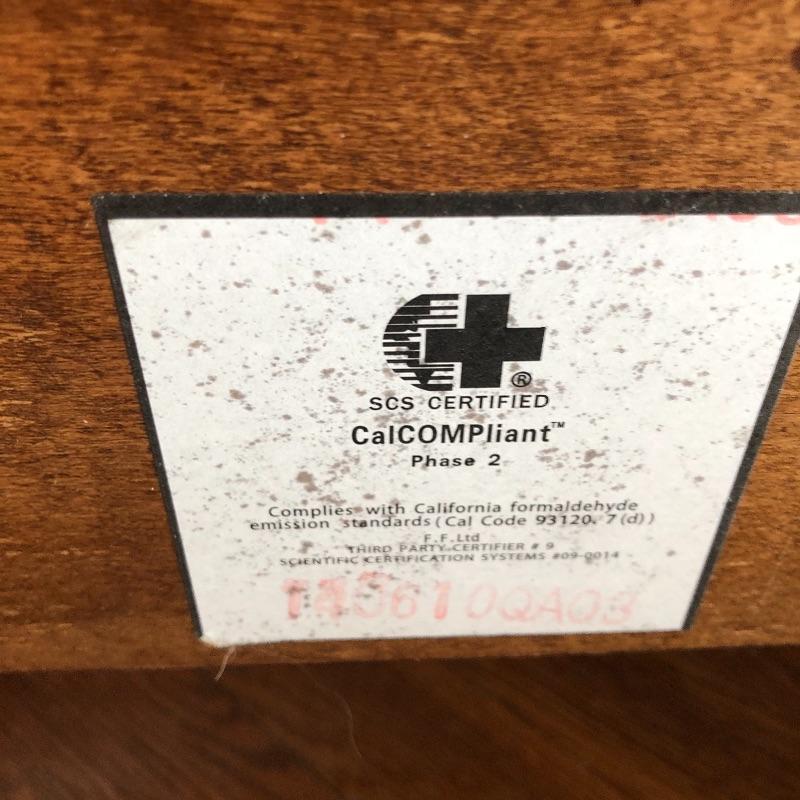 ®
SCS CERTIFIED
CalCOMPliant™
Phase 2
Complies with California formaldehyde
emission standards (Cal Code 93120. 7 (d))
F.F.Ltd
THIRD PARTY CERTIFIER # 9
SCIENTIFIC CERTIFICATION SYSTEMS #09-0014